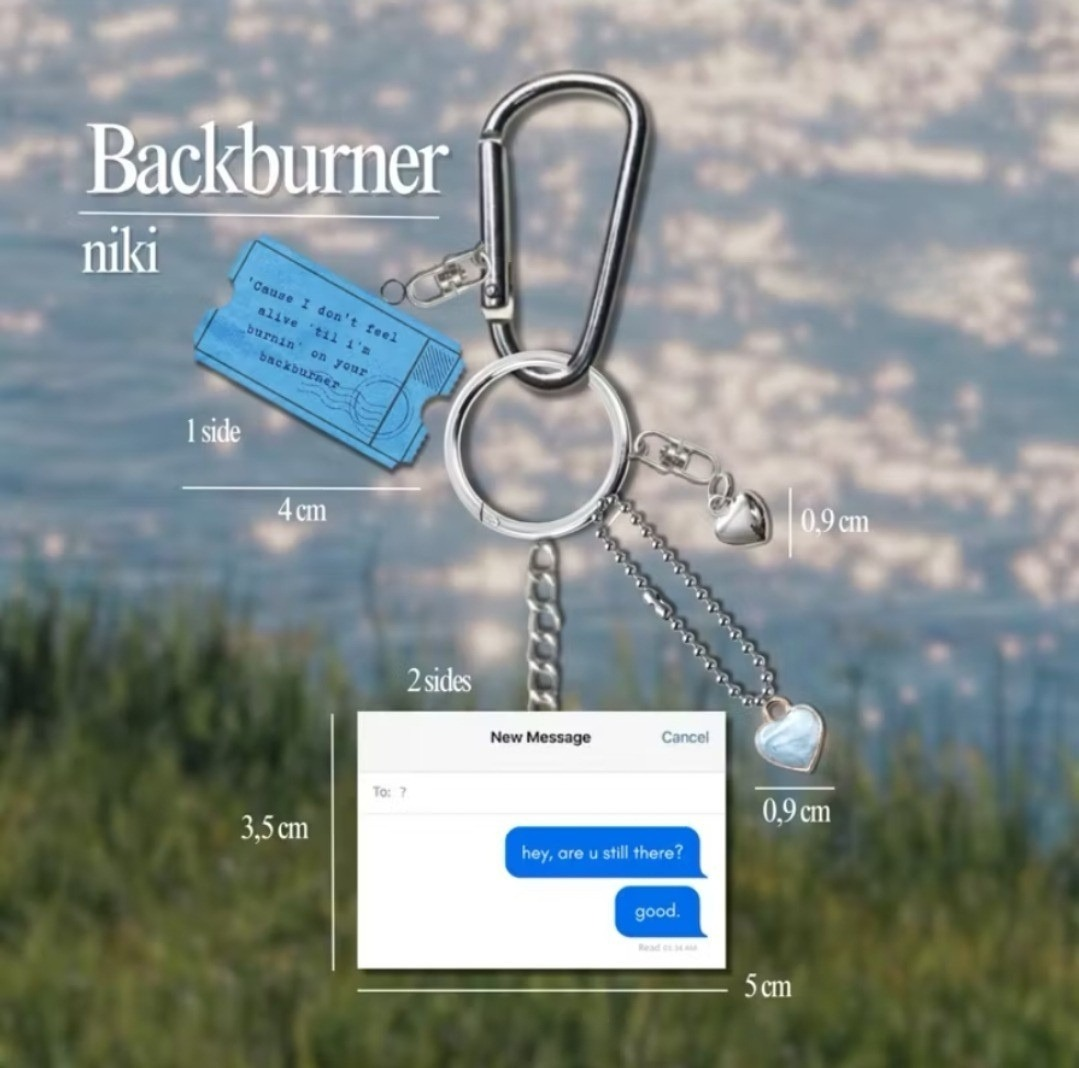 Backburner
niki
'Cause I don't feel
alive 'til i'm
burnin' on your
backburner
1 side
4 cm
0,9 cm
2 sides
New Message
Cancel
To: ?
0,9 cm
3,5 cm
hey, are u still there?
good.
Read
5 cm